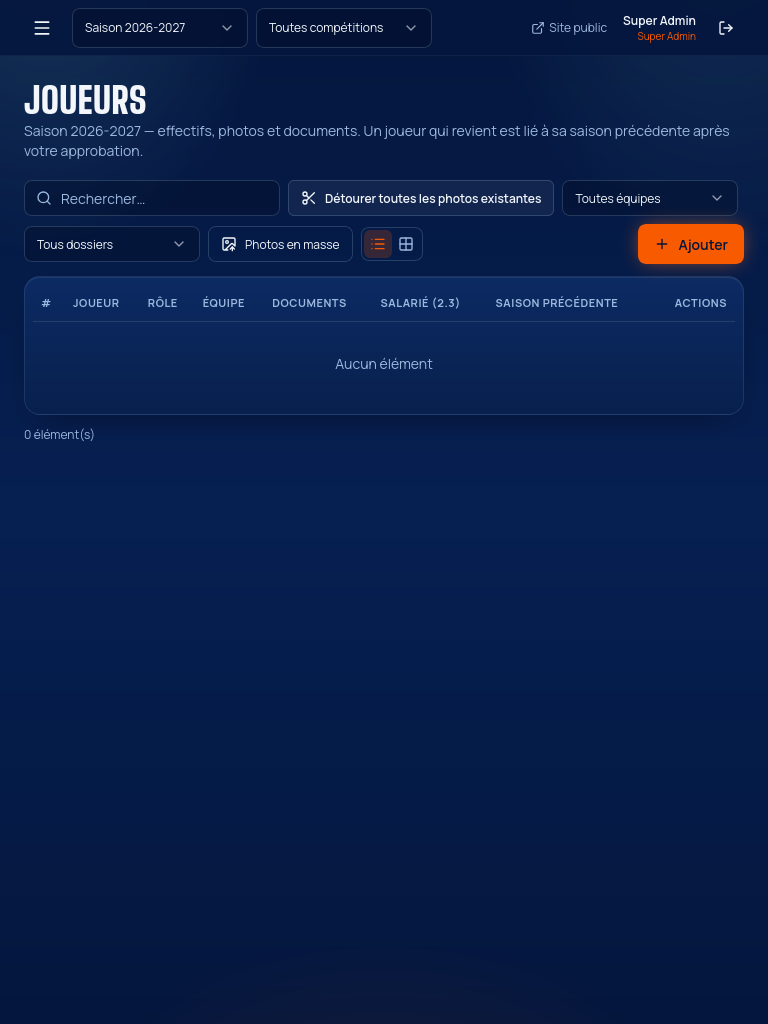 Saison 2026-2027
Toutes compétitions
Site public
Super Admin
Super Admin
JOUEURS
Saison 2026-2027 — effectifs, photos et documents. Un joueur qui revient est lié à sa saison précédente après
votre approbation.
Rechercher…
Détourer toutes les photos existantes
Toutes équipes
Tous dossiers
Photos en masse
Ajouter
# JOUEUR RÔLE ÉQUIPE DOCUMENTS SALARIÉ (2.3) SAISON PRÉCÉDENTE ACTIONS
Aucun élément
0 élément(s)